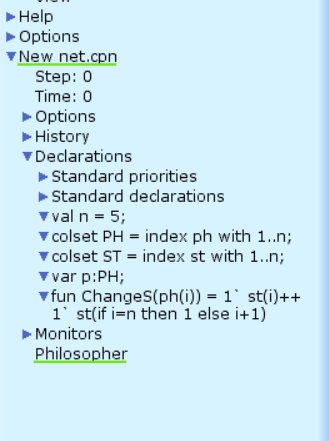 Help
Options
New net.cpn
Step: 0
Time: 0
Options
History
Declarations
Standard priorities
Standard declarations
val n = 5;
colset PH = index ph with 1..n;
colset ST = index st with 1..n;
var p:PH;
fun ChangeS(ph(i)) = 1` st(i)++
1` st(if i=n then 1 else i+1)
Monitors
Philosopher